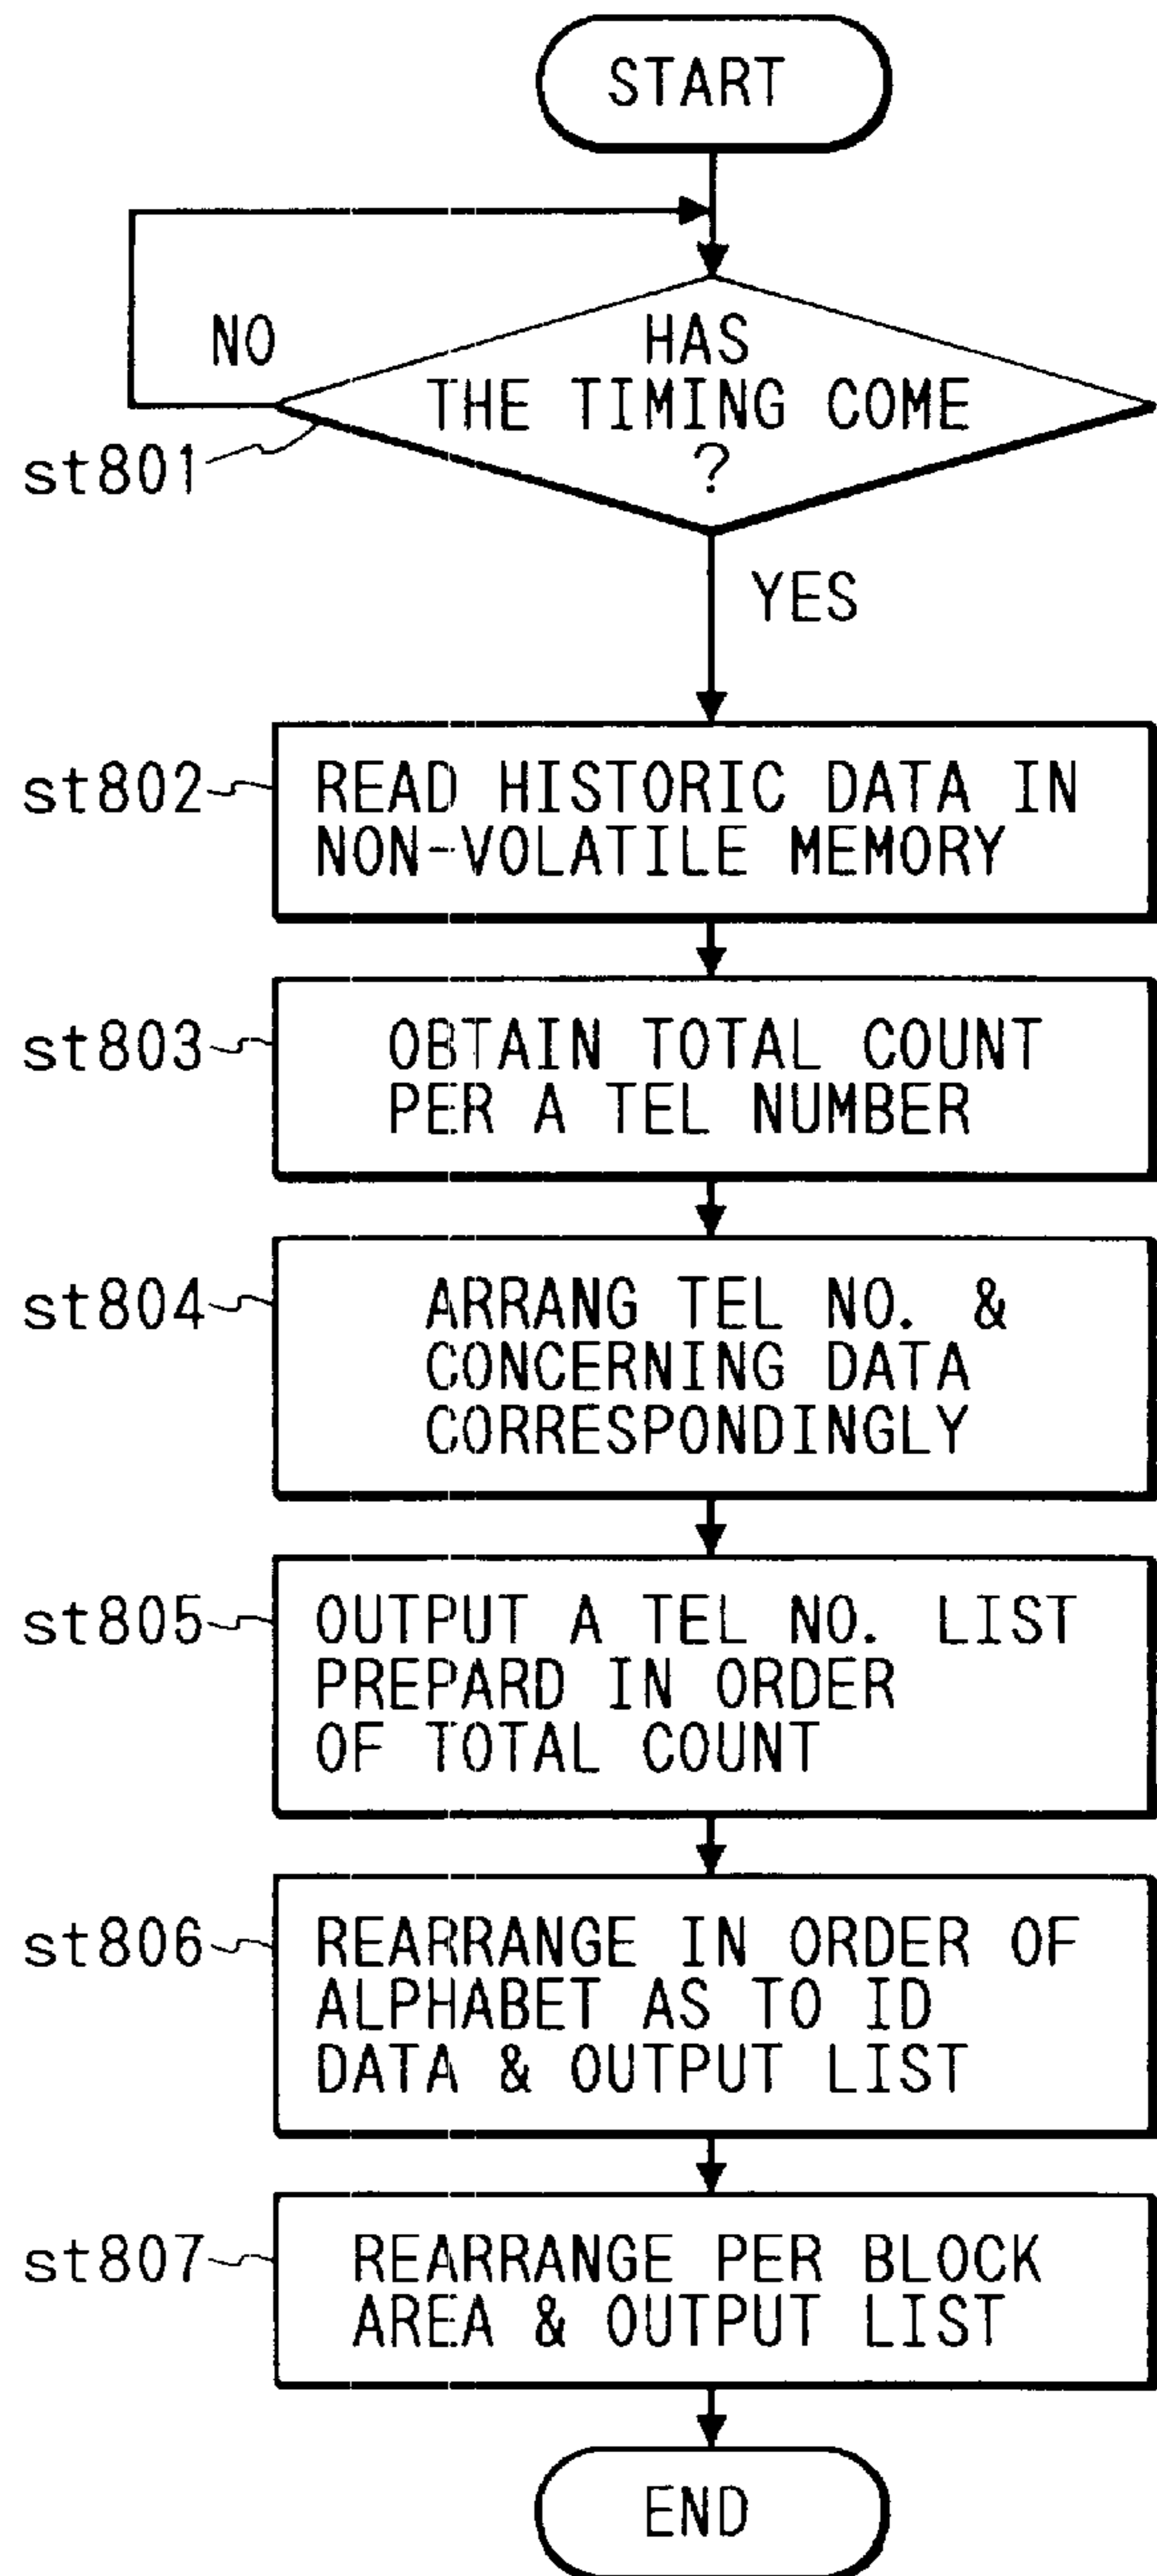 START
NO
HAS
THE TIMING COME
?
st801
YES
st802
READ HISTORIC DATA IN
NON-VOLATILE MEMORY
st803
OBTAIN TOTAL COUNT
PER A TEL NUMBER
st804
ARRANG TEL NO. &
CONCERNING DATA
CORRESPONDINGLY
st805
OUTPUT A TEL NO. LIST
PREPARD IN ORDER
OF TOTAL COUNT
st806
REARRANGE IN ORDER OF
ALPHABET AS TO ID
DATA & OUTPUT LIST
st807
REARRANGE PER BLOCK
AREA & OUTPUT LIST
END